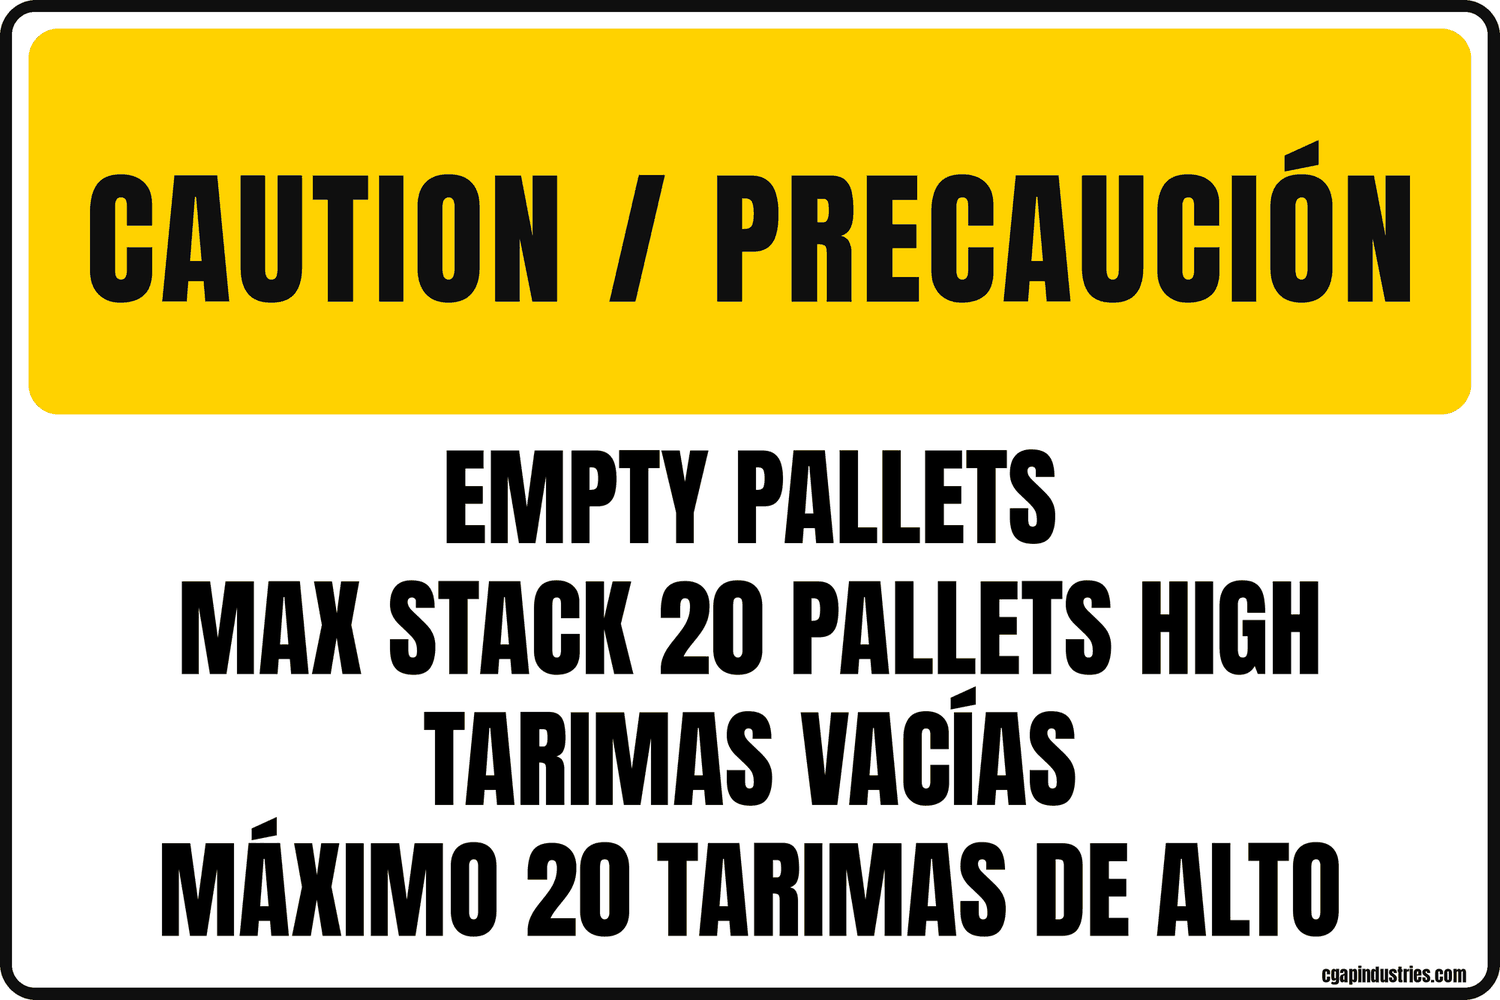 CAUTION / PRECAUCIÓN
EMPTY PALLETS
MAX STACK 20 PALLETS HIGH
TARIMAS VACÍAS
MÁXIMO 20 TARIMAS DE ALTO
cgapindustries.com